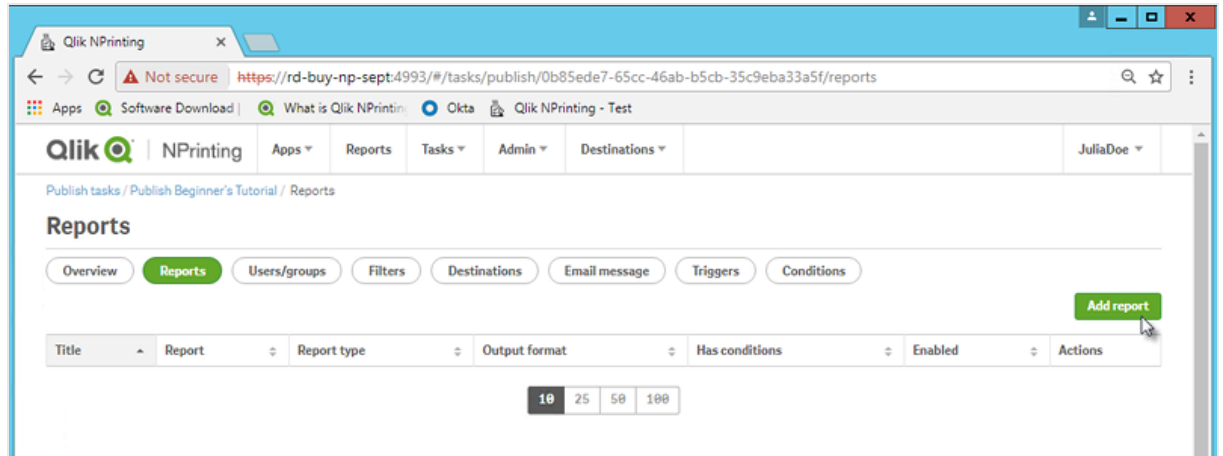 Qlik NPrinting
Not secure https://rd-buy-np-sept:4993/#/tasks/publish/0b85ede7-65cc-46ab-b5cb-35c9eba33a5f/reports
Apps Software Download | What is Qlik NPrinting Okta Qlik NPrinting - Test
Qlik NPrinting Apps Reports Tasks Admin Destinations JuliaDoe
Publish tasks / Publish Beginner's Tutorial / Reports
Reports
Overview Reports Users/groups Filters Destinations Email message Triggers Conditions
Add report
Title Report Report type Output format Has conditions Enabled Actions
10 25 50 100